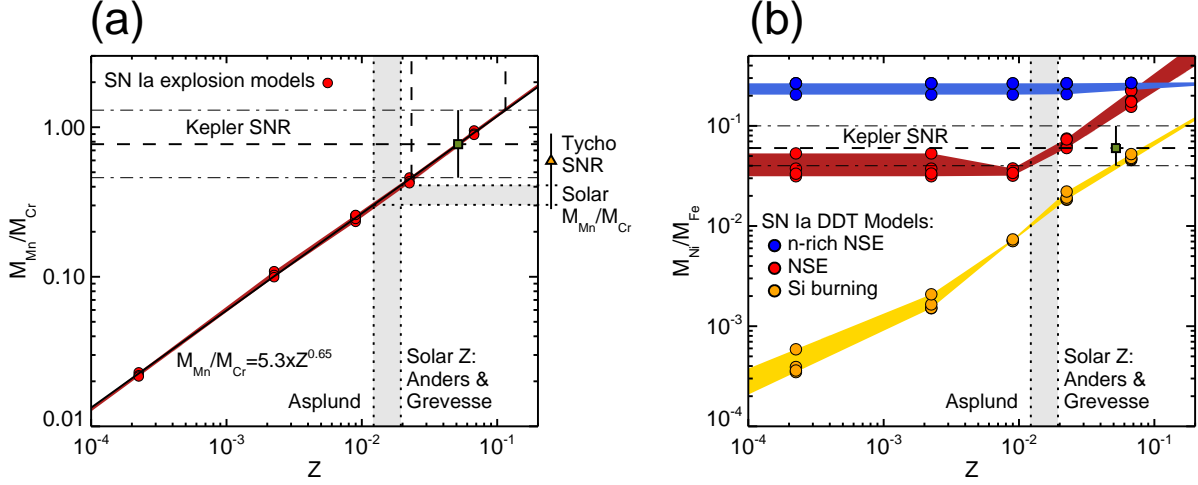 (a)
SN Ia explosion models
Kepler SNR
1.00
0.10
0.01
M_Mn/M_Cr
M_Mn/M_Cr=5.3xZ^0.65
Asplund
Solar Z:
Anders &
Grevesse
Tycho
SNR
Solar
M_Mn/M_Cr
10^-4
10^-3
10^-2
10^-1
Z
(b)
Kepler SNR
10^-1
10^-2
10^-3
10^-4
M_Ni/M_Fe
SN Ia DDT Models:
n-rich NSE
NSE
Si burning
Asplund
Solar Z:
Anders &
Grevesse
10^-4
10^-3
10^-2
10^-1
Z